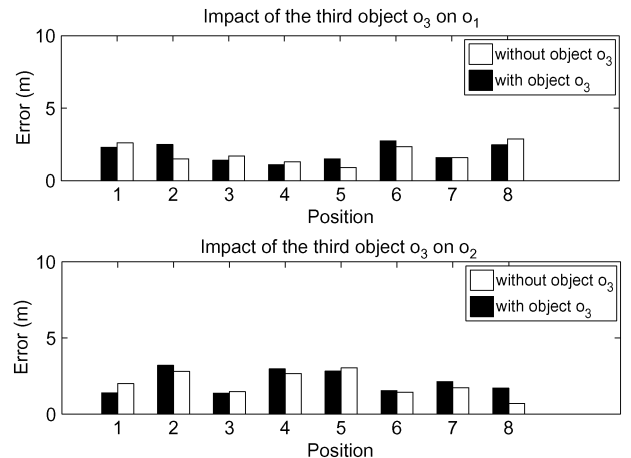 Impact of the third object o3 on o1
10
5
0
Error (m)
without object o3
with object o3
1 2 3 4 5 6 7 8
Position
Impact of the third object o3 on o2
10
5
0
Error (m)
without object o3
with object o3
1 2 3 4 5 6 7 8
Position